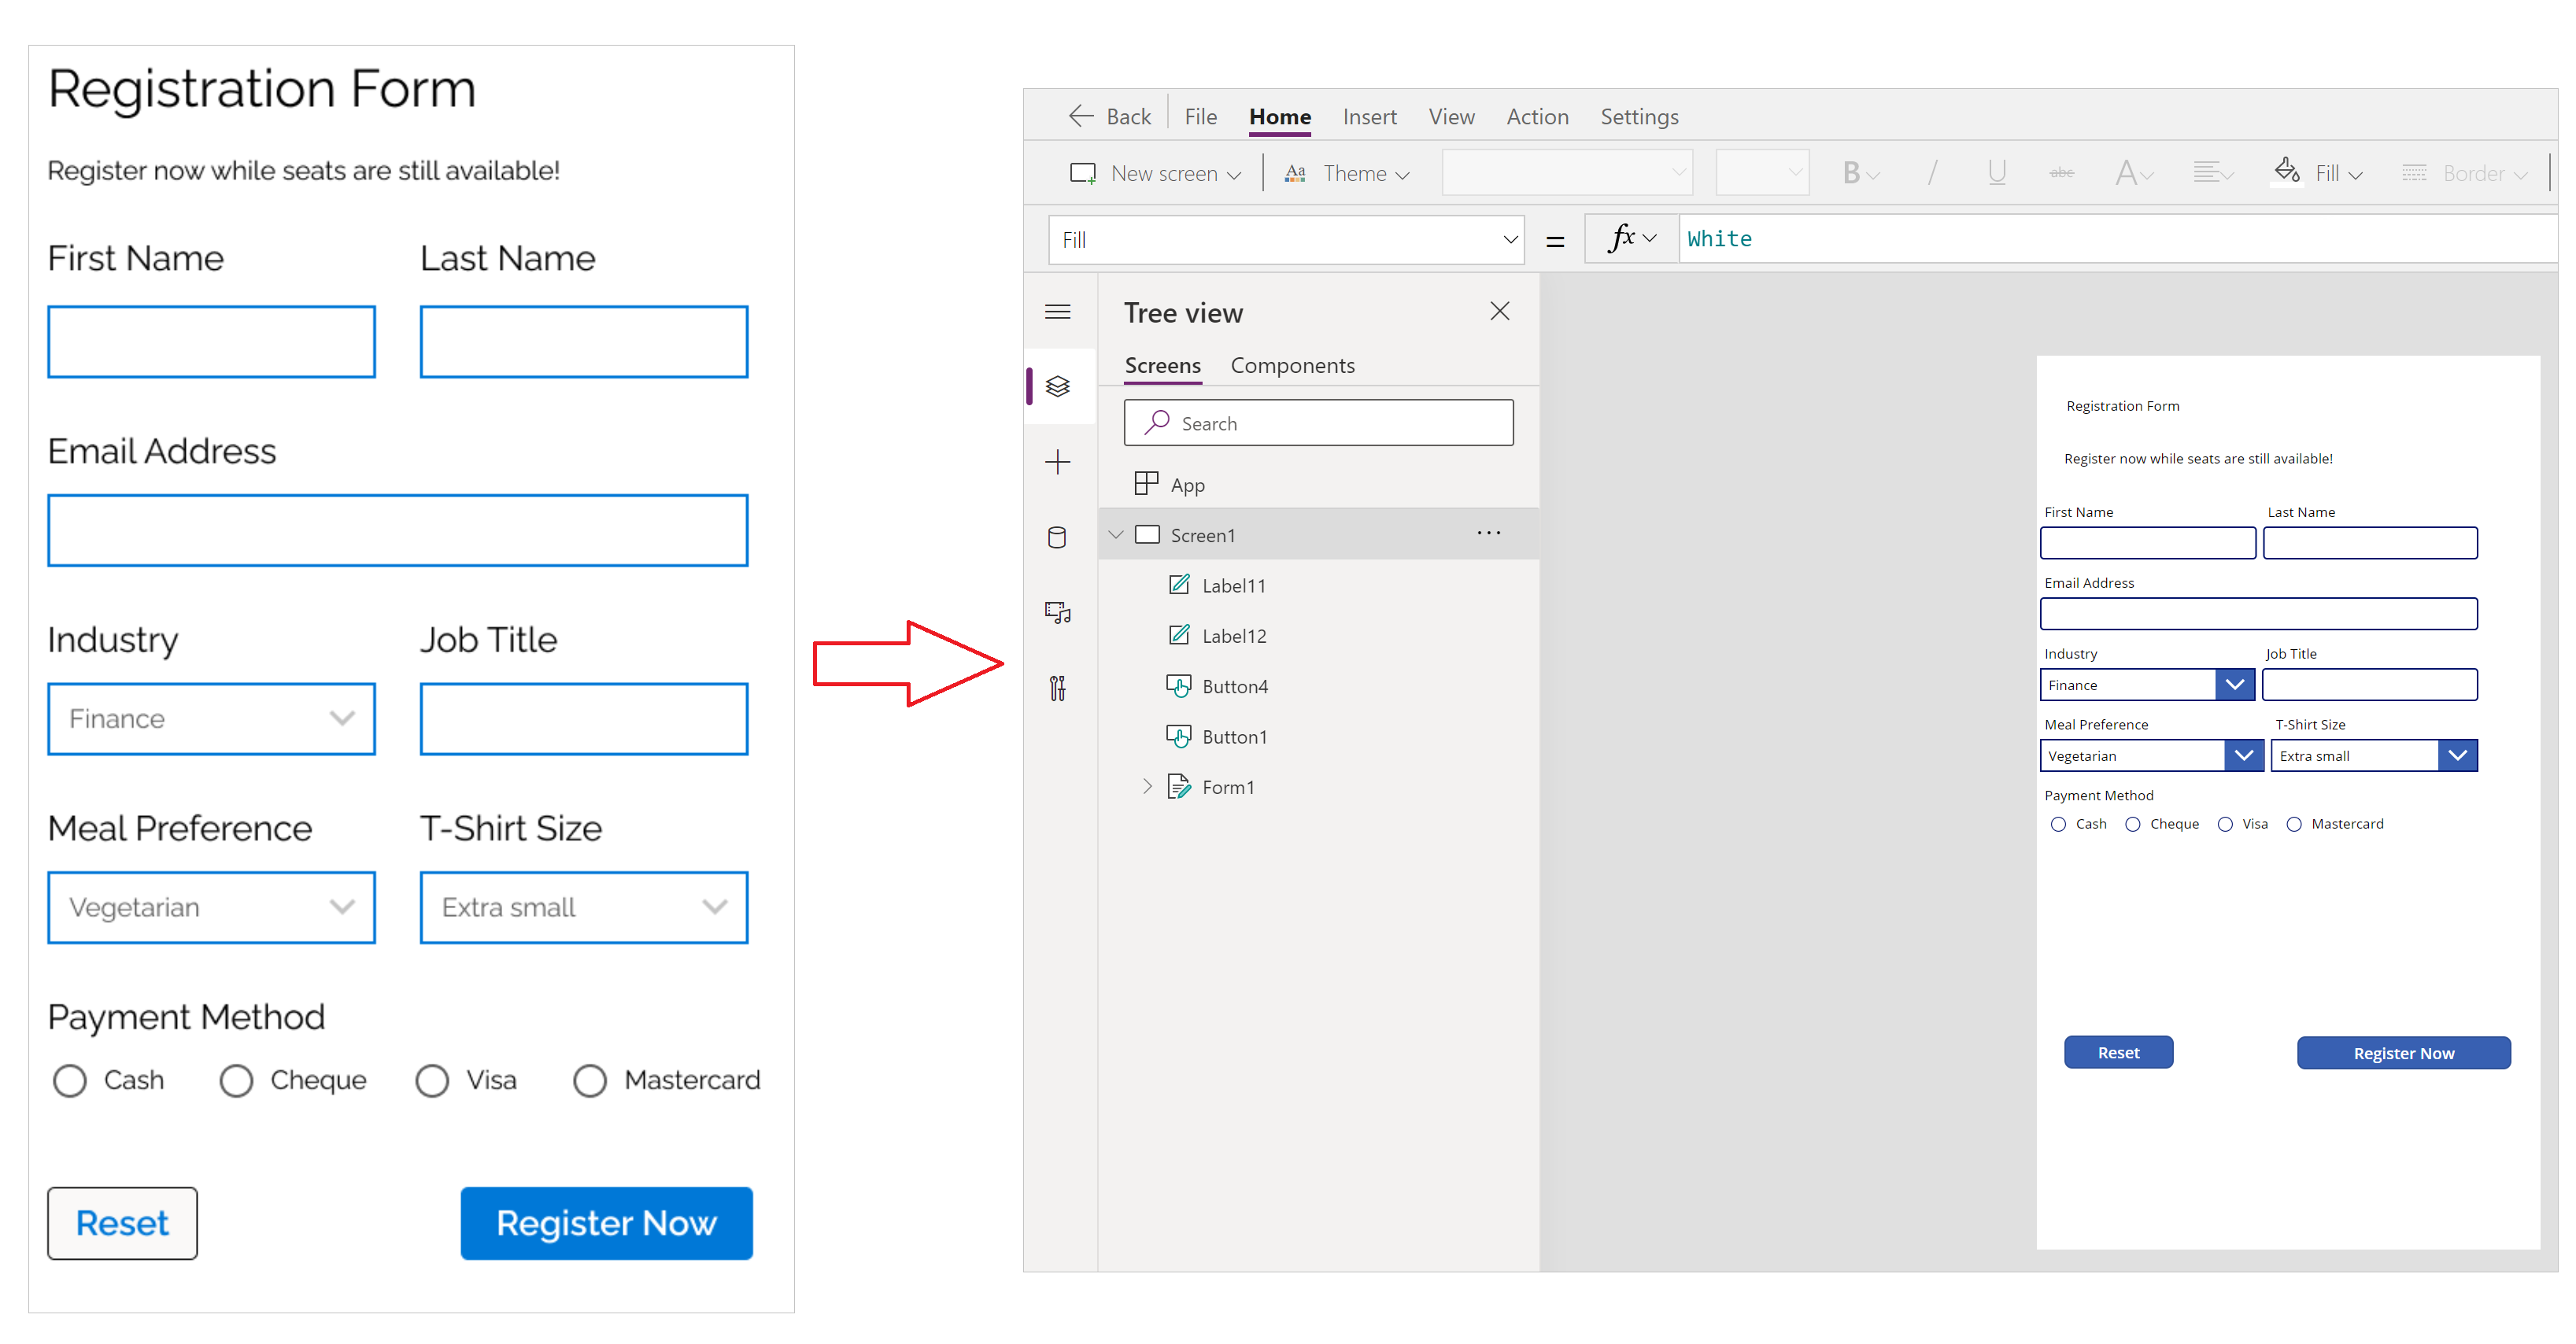 Registration Form
Register now while seats are still available!
First Name Last Name
Email Address
Industry Job Title
Finance
Meal Preference T-Shirt Size
Vegetarian Extra small
Payment Method
Cash Cheque Visa Mastercard
Reset Register Now
Back File Home Insert View Action Settings
New screen Aa Theme B / U abc A Fill Border
Fill = fx White
Tree view
Screens Components
Search
App
Screen1 ...
Label11
Label12
Button4
Button1
Form1
Registration Form
Register now while seats are still available!
First Name Last Name
Email Address
Industry Job Title
Finance
Meal Preference T-Shirt Size
Vegetarian Extra small
Payment Method
Cash Cheque Visa Mastercard
Reset Register Now